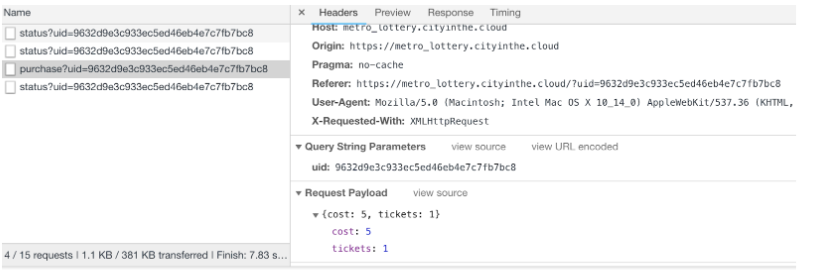 Name
status?uid=9632d9e3c933ec5ed46eb4e7c7fb7bc8
status?uid=9632d9e3c933ec5ed46eb4e7c7fb7bc8
purchase?uid=9632d9e3c933ec5ed46eb4e7c7fb7bc8
status?uid=9632d9e3c933ec5ed46eb4e7c7fb7bc8
4 / 15 requests | 1.1 KB / 381 KB transferred | Finish: 7.83 s...
× Headers Preview Response Timing
Host: metro_lottery.cityinthe.cloud
Origin: https://metro_lottery.cityinthe.cloud
Pragma: no-cache
Referer: https://metro_lottery.cityinthe.cloud/?uid=9632d9e3c933ec5ed46eb4e7c7fb7bc8
User-Agent: Mozilla/5.0 (Macintosh; Intel Mac OS X 10_14_0) AppleWebKit/537.36 (KHTML,
X-Requested-With: XMLHttpRequest
▼ Query String Parameters view source view URL encoded
uid: 9632d9e3c933ec5ed46eb4e7c7fb7bc8
▼ Request Payload view source
▼ {cost: 5, tickets: 1}
cost: 5
tickets: 1